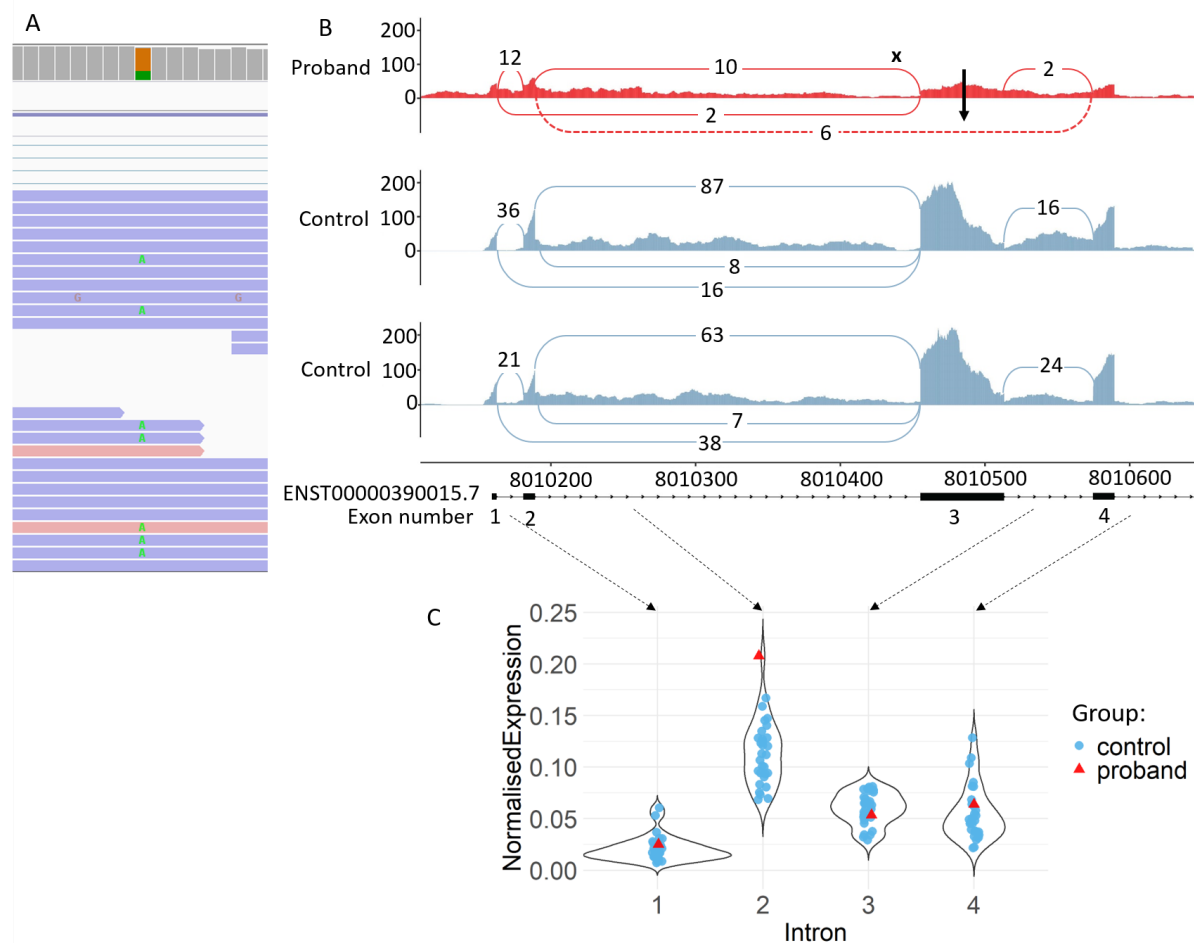 A
A
G
G
A
A
A
A
A
A
B
200
100
0
Proband
12
10
x
2
2
6
200
100
0
Control
36
87
16
8
16
200
100
0
Control
21
63
24
7
38
8010200 8010300 8010400 8010500 8010600
ENST00000390015.7
Exon number 1 2 3 4
C
NormalisedExpression
0.25
0.20
0.15
0.10
0.05
0.00
1 2 3 4
Intron
Group:
control
proband